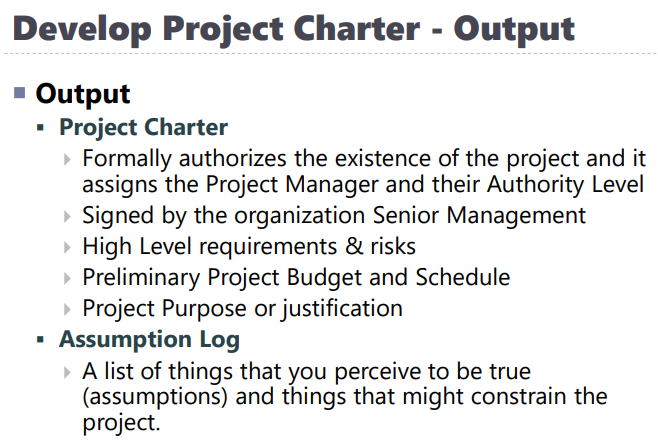 Develop Project Charter - Output
Output
Project Charter
Formally authorizes the existence of the project and it
assigns the Project Manager and their Authority Level
Signed by the organization Senior Management
High Level requirements & risks
Preliminary Project Budget and Schedule
Project Purpose or justification
Assumption Log
A list of things that you perceive to be true
(assumptions) and things that might constrain the
project.